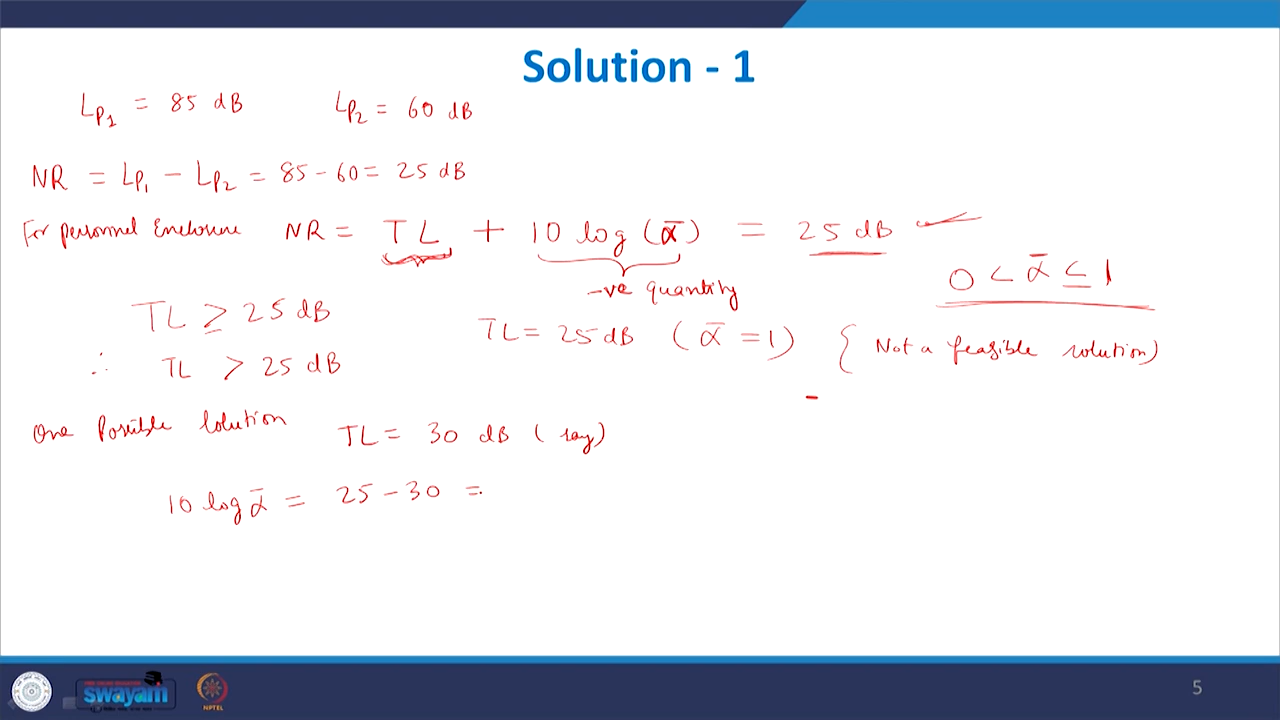 Solution - 1
Lp1 = 85 dB Lp2 = 60 dB
NR = Lp1 - Lp2 = 85 - 60 = 25 dB
For personnel Enclosure NR = TL + 10 log (ᾱ) = 25 dB
-ve quantity
0 < ᾱ ≤ 1
TL ≥ 25 dB
TL = 25 dB (ᾱ = 1) { Not a feasible solution)
∴ TL > 25 dB
One Possible Solution TL = 30 dB (say)
10 log ᾱ = 25 - 30 =
swayam
NPTEL
5